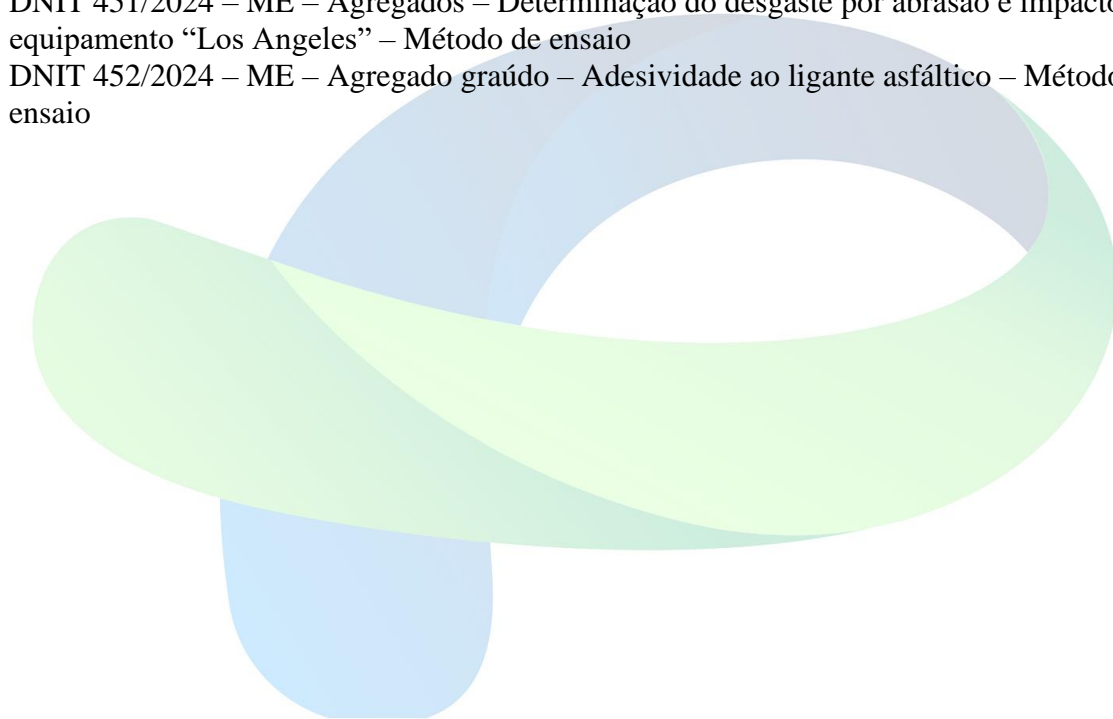 DNIT 451/2024 – ME – Agregados – Determinação do desgaste por abrasão e impacto
equipamento “Los Angeles” – Método de ensaio
DNIT 452/2024 – ME – Agregado graúdo – Adesividade ao ligante asfáltico – Método
ensaio